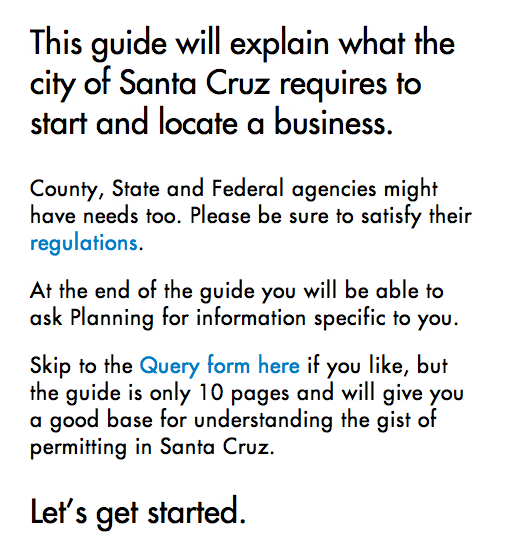 This guide will explain what the
city of Santa Cruz requires to
start and locate a business.
County, State and Federal agencies might
have needs too. Please be sure to satisfy their
regulations.
At the end of the guide you will be able to
ask Planning for information specific to you.
Skip to the Query form here if you like, but
the guide is only 10 pages and will give you
a good base for understanding the gist of
permitting in Santa Cruz.
Let's get started.